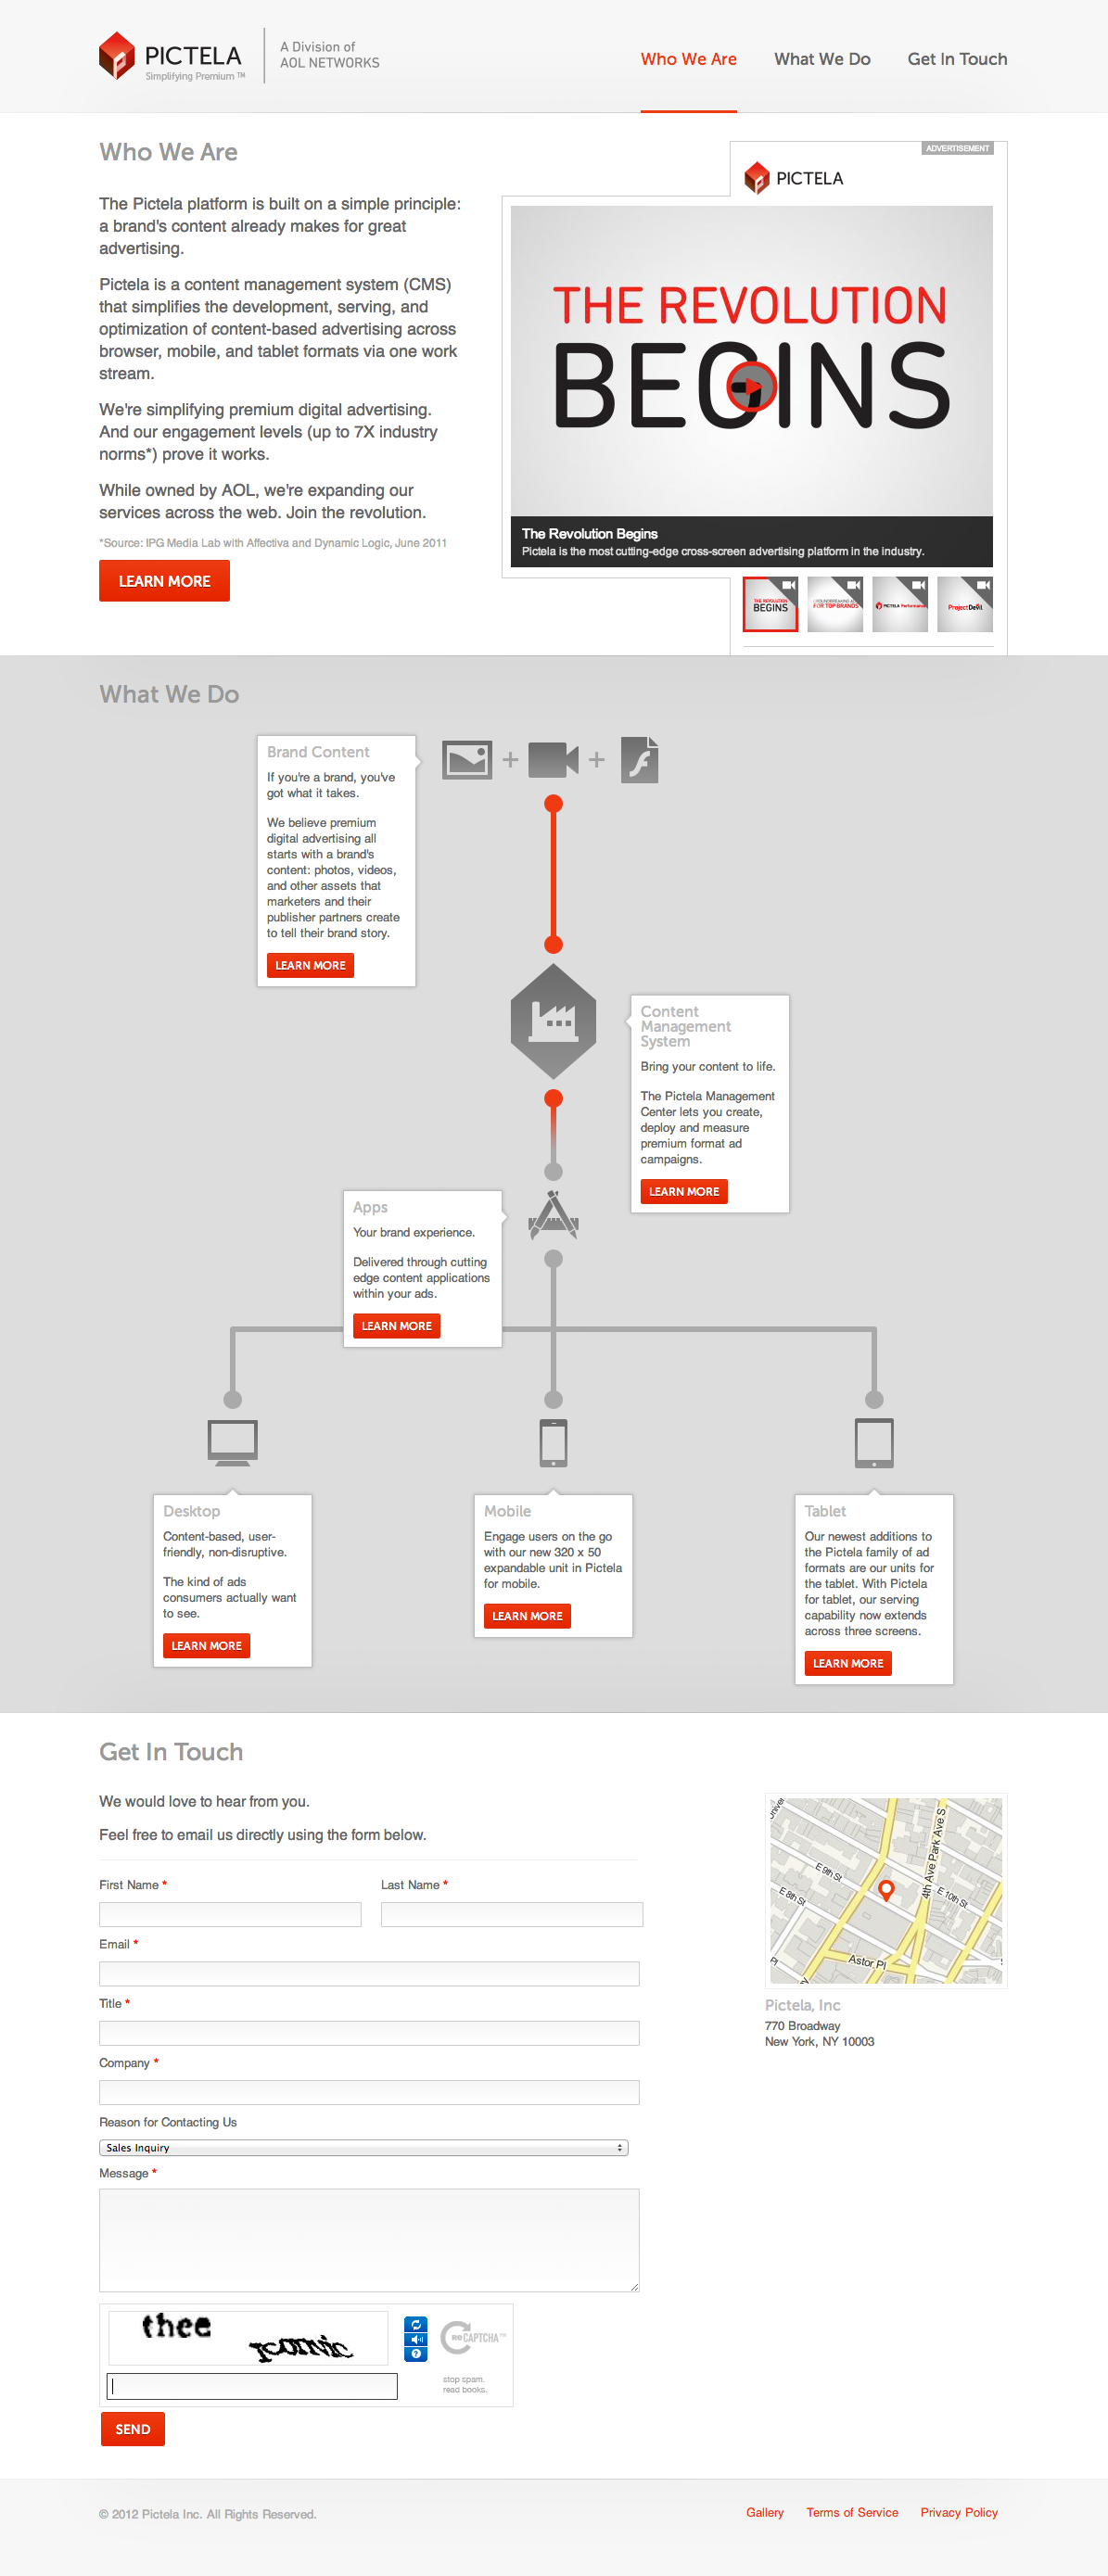 PICTELA
Simplifying Premium ™
A Division of
AOL NETWORKS
Who We Are
What We Do
Get In Touch
Who We Are
The Pictela platform is built on a simple principle:
a brand's content already makes for great
advertising.
Pictela is a content management system (CMS)
that simplifies the development, serving, and
optimization of content-based advertising across
browser, mobile, and tablet formats via one work
stream.
We're simplifying premium digital advertising.
And our engagement levels (up to 7X industry
norms*) prove it works.
While owned by AOL, we're expanding our
services across the web. Join the revolution.
*Source: IPG Media Lab with Affectiva and Dynamic Logic, June 2011
LEARN MORE
ADVERTISEMENT
PICTELA
THE REVOLUTION
BEGINS
The Revolution Begins
Pictela is the most cutting-edge cross-screen advertising platform in the industry.
THE REVOLUTION
BEGINS
FOR TOP BRANDS
PICTELA Performance
ProjectDevil
What We Do
Brand Content
If you're a brand, you've
got what it takes.
We believe premium
digital advertising all
starts with a brand's
content: photos, videos,
and other assets that
marketers and their
publisher partners create
to tell their brand story.
LEARN MORE
Content
Management
System
Bring your content to life.
The Pictela Management
Center lets you create,
deploy and measure
premium format ad
campaigns.
LEARN MORE
Apps
Your brand experience.
Delivered through cutting
edge content applications
within your ads.
LEARN MORE
Desktop
Content-based, user-
friendly, non-disruptive.
The kind of ads
consumers actually want
to see.
LEARN MORE
Mobile
Engage users on the go
with our new 320 x 50
expandable unit in Pictela
for mobile.
LEARN MORE
Tablet
Our newest additions to
the Pictela family of ad
formats are our units for
the tablet. With Pictela
for tablet, our serving
capability now extends
across three screens.
LEARN MORE
Get In Touch
We would love to hear from you.
Feel free to email us directly using the form below.
First Name *
Last Name *
Email *
Title *
Company *
Reason for Contacting Us
Sales Inquiry
Message *
thee
iconic
reCAPTCHA™
stop spam.
read books.
SEND
E 9th St
E 8th St
E 10th St
4th Ave Park Ave S
Astor Pl
Pictela, Inc
770 Broadway
New York, NY 10003
© 2012 Pictela Inc. All Rights Reserved.
Gallery
Terms of Service
Privacy Policy